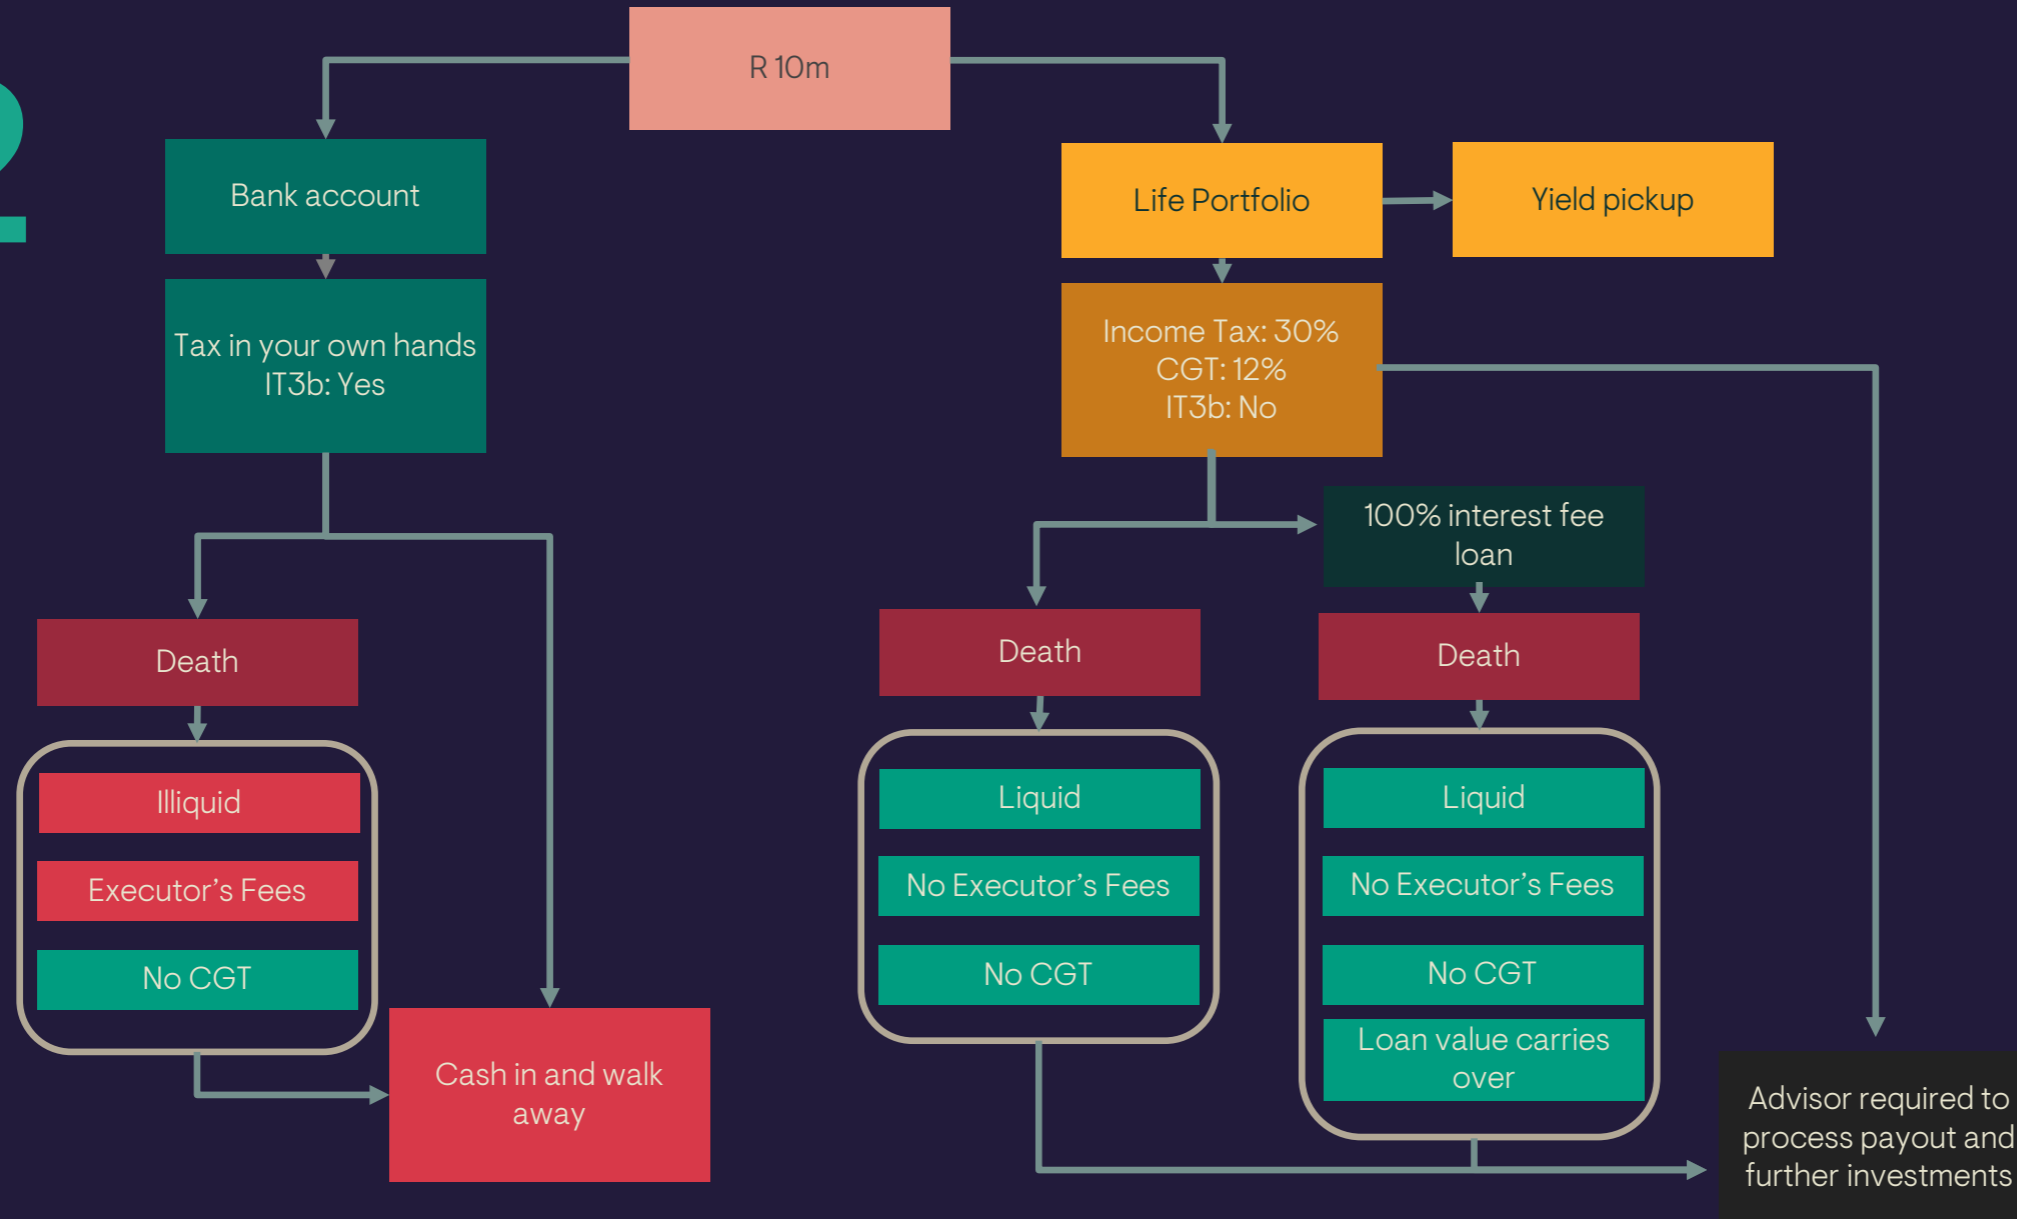 R 10m
Bank account
Life Portfolio
Yield pickup
Tax in your own hands
IT3b: Yes
Income Tax: 30%
CGT: 12%
IT3b: No
100% interest fee
loan
Death
Death
Death
Illiquid
Executor’s Fees
No CGT
Liquid
No Executor’s Fees
No CGT
Liquid
No Executor’s Fees
No CGT
Loan value carries
over
Cash in and walk
away
Advisor required to
process payout and
further investments